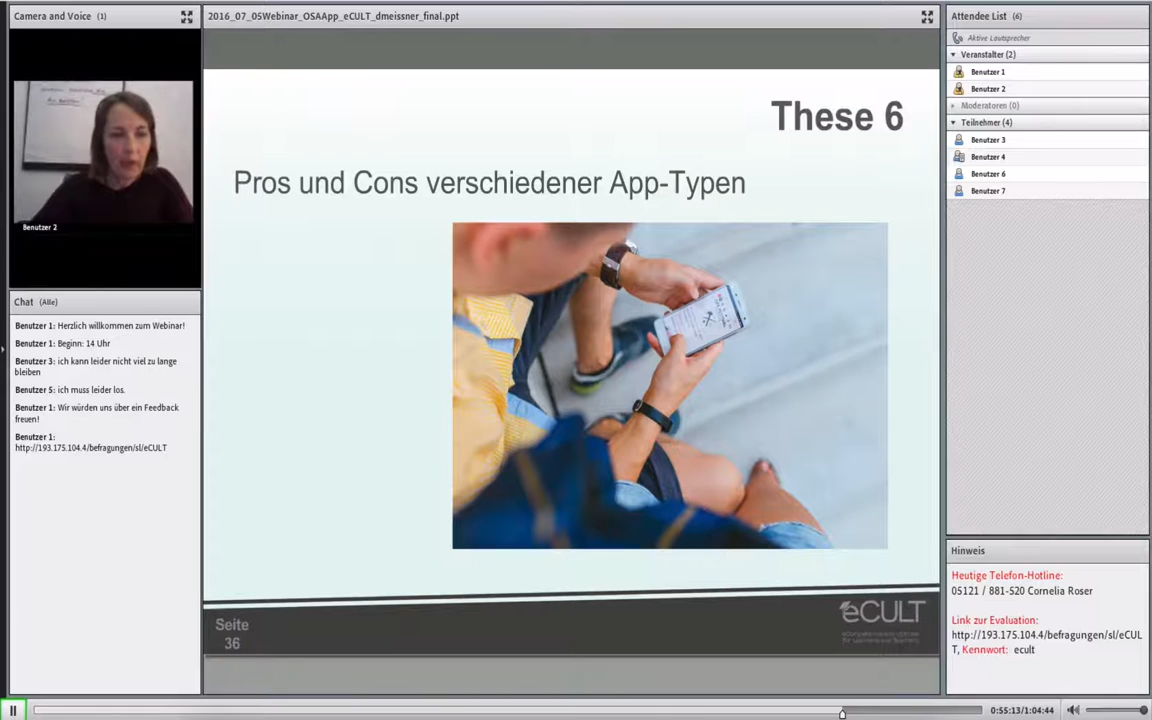 Camera and Voice (1)
Benutzer 2
Chat (Alle)
Benutzer 1: Herzlich willkommen zum Webinar!
Benutzer 1: Beginn: 14 Uhr
Benutzer 3: ich kann leider nicht viel zu lange
bleiben
Benutzer 5: ich muss leider los.
Benutzer 1: Wir würden uns über ein Feedback
freuen!
Benutzer 1:
http://193.175.104.4/befragungen/sl/eCULT
2016_07_05Webinar_OSAApp_eCULT_dmeissner_final.ppt
These 6
Pros und Cons verschiedener App-Typen
Seite
36
eCULT
Attendee List (6)
Aktive Lautsprecher
Veranstalter (2)
Benutzer 1
Benutzer 2
Moderatoren (0)
Teilnehmer (4)
Benutzer 3
Benutzer 4
Benutzer 6
Benutzer 7
Hinweis
Heutige Telefon-Hotline:
05121 / 881-520 Cornelia Roser
Link zur Evaluation:
http://193.175.104.4/befragungen/sl/eCUL
T, Kennwort: ecult
0:55:13/1:04:44